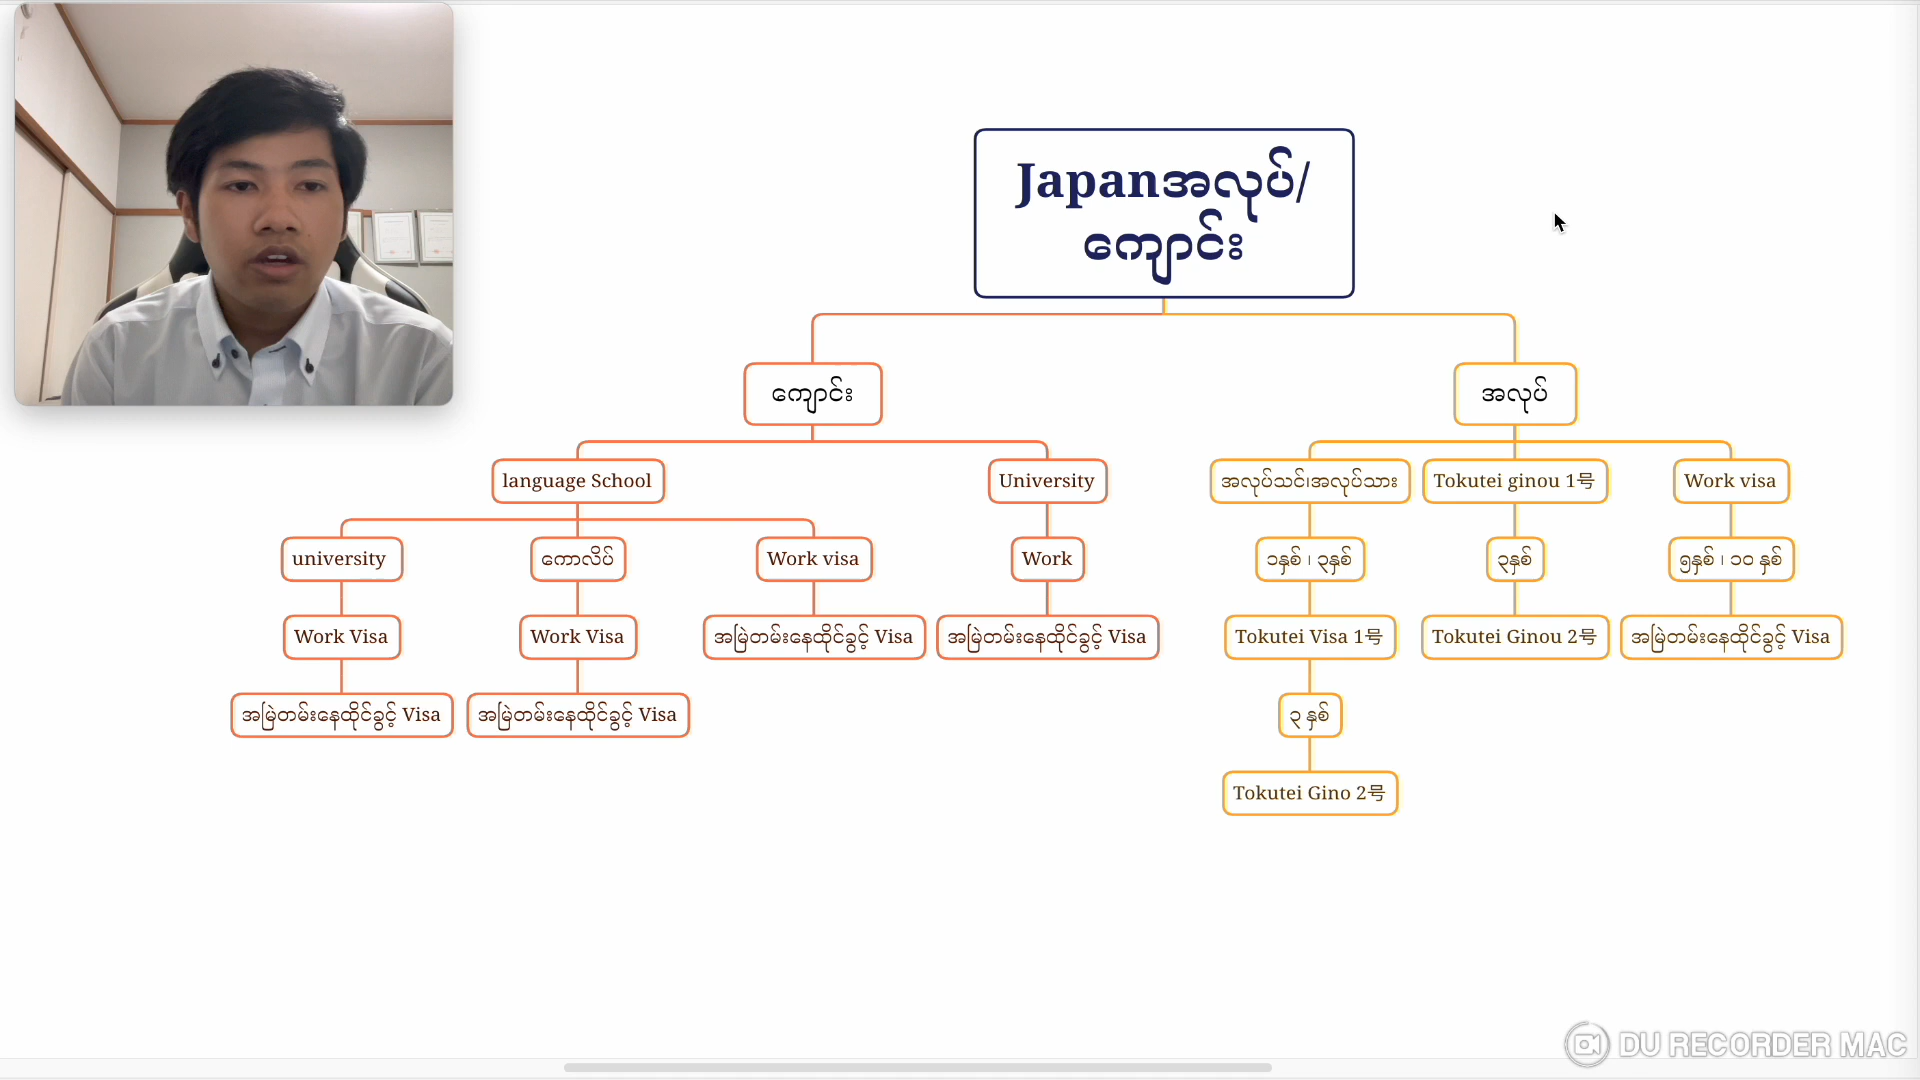 Japanအလုပ်/
ကျောင်း
ကျောင်း
အလုပ်
language School
University
အလုပ်သင်၊အလုပ်သား
Tokutei ginou 1号
Work visa
university
ကောလိပ်
Work visa
Work
၁နှစ် ၊ ၃နှစ်
၃နှစ်
၅နှစ် ၊ ၁၀ နှစ်
Work Visa
Work Visa
အမြဲတမ်းနေထိုင်ခွင့် Visa
အမြဲတမ်းနေထိုင်ခွင့် Visa
Tokutei Visa 1号
Tokutei Ginou 2号
အမြဲတမ်းနေထိုင်ခွင့် Visa
အမြဲတမ်းနေထိုင်ခွင့် Visa
အမြဲတမ်းနေထိုင်ခွင့် Visa
၃ နှစ်
Tokutei Gino 2号
DU RECORDER MAC